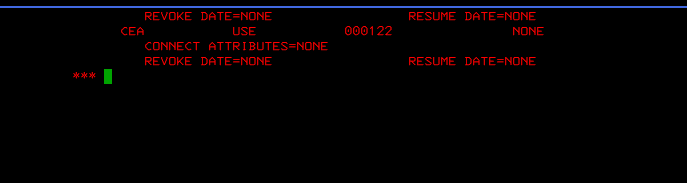 REVOKE DATE=NONE RESUME DATE=NONE
CEA USE 000122 NONE
CONNECT ATTRIBUTES=NONE
REVOKE DATE=NONE RESUME DATE=NONE
***